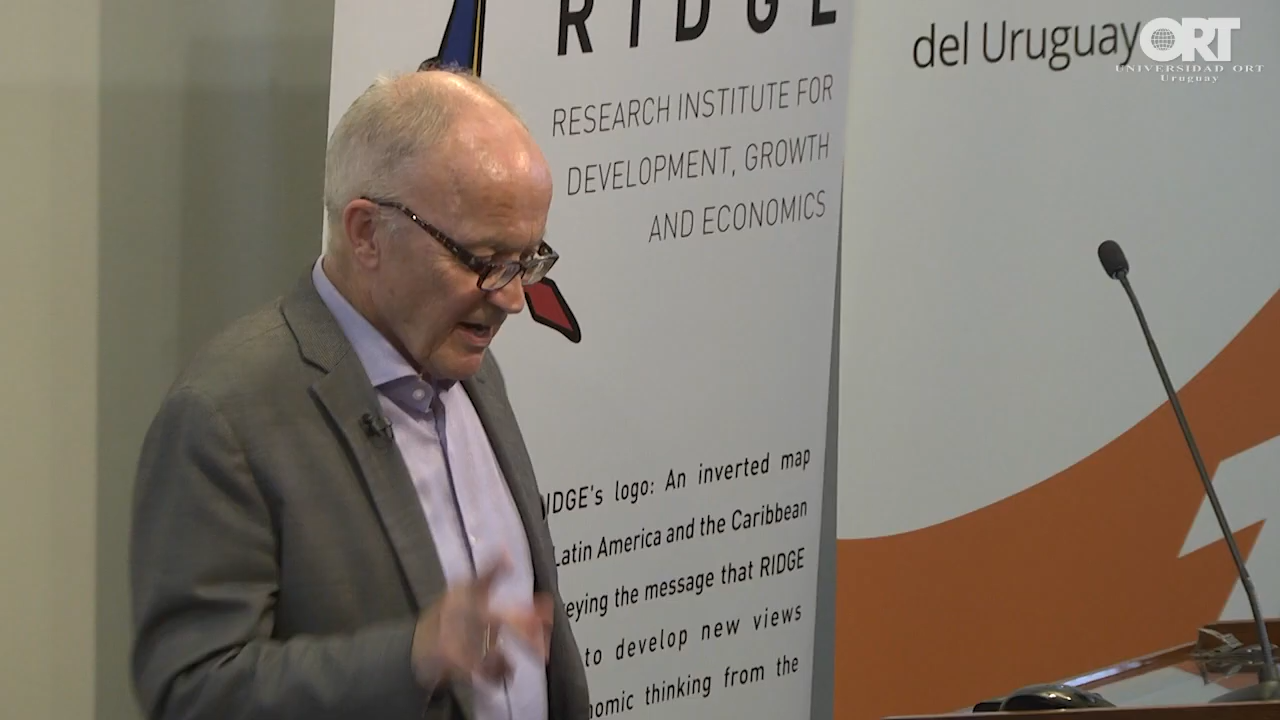 RIDGE
RESEARCH INSTITUTE FOR
DEVELOPMENT, GROWTH
AND ECONOMICS
IDGE's logo: An inverted map
Latin America and the Caribbean
eying the message that RIDGE
to develop new views
nomic thinking from the
del Uruguay
ORT
UNIVERSIDAD ORT
Uruguay